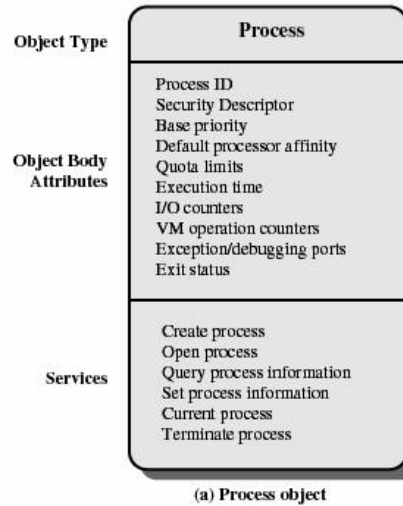 Object Type
Process
Object Body
Attributes
Process ID
Security Descriptor
Base priority
Default processor affinity
Quota limits
Execution time
I/O counters
VM operation counters
Exception/debugging ports
Exit status
Services
Create process
Open process
Query process information
Set process information
Current process
Terminate process
(a) Process object